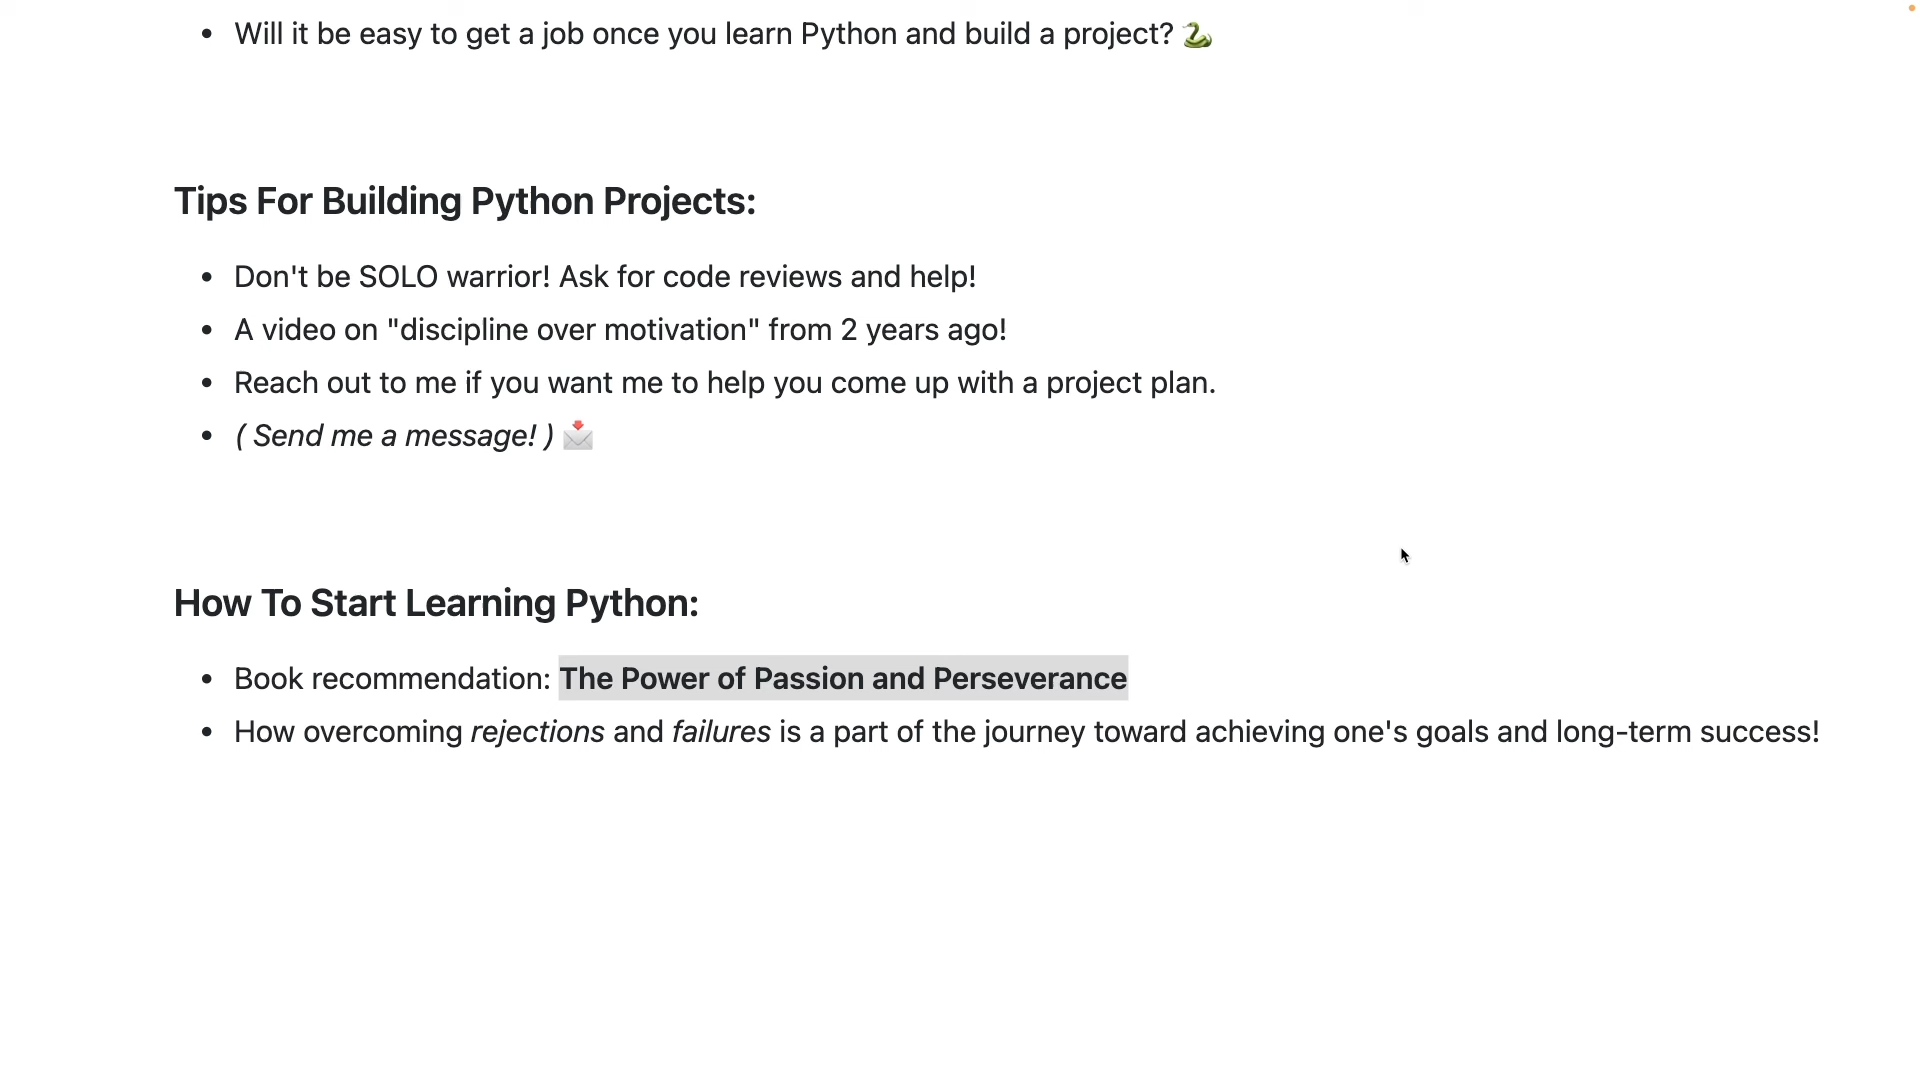 • Will it be easy to get a job once you learn Python and build a project? 🐍
Tips For Building Python Projects:
• Don't be SOLO warrior! Ask for code reviews and help!
• A video on "discipline over motivation" from 2 years ago!
• Reach out to me if you want me to help you come up with a project plan.
• ( Send me a message! ) 📩
How To Start Learning Python:
• Book recommendation: The Power of Passion and Perseverance
• How overcoming rejections and failures is a part of the journey toward achieving one's goals and long-term success!